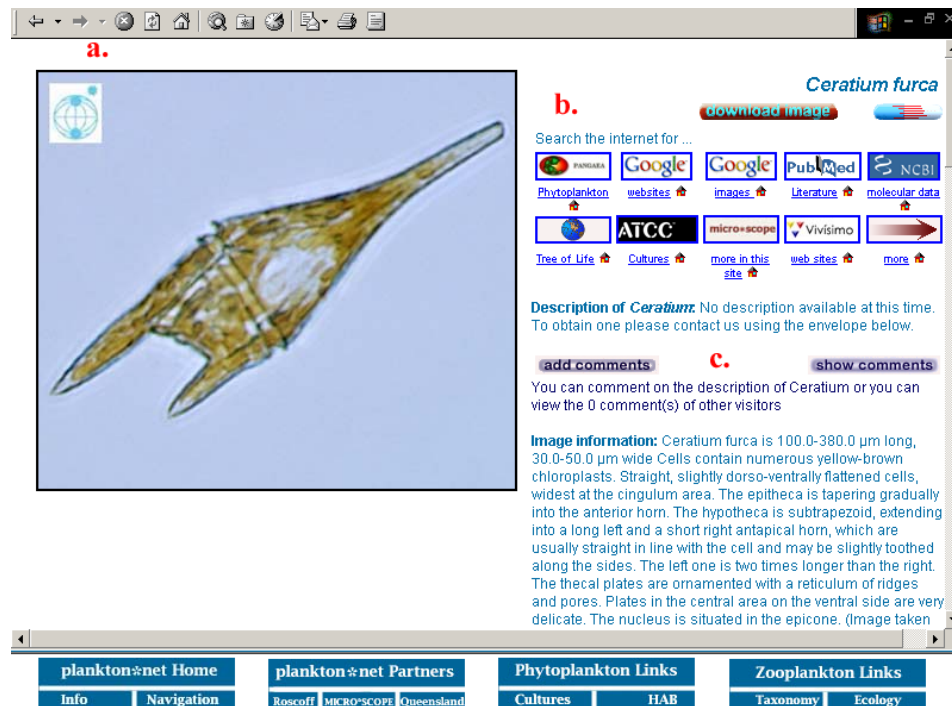 a.
Ceratium furca
b.
download image
Search the internet for ...
PANGAEA Google Google PubMed NCBI
Phytoplankton websites images Literature molecular data
ATCC micro*scope Vivísimo
Tree of Life Cultures more in this site web sites more
Description of Ceratium: No description available at this time.
To obtain one please contact us using the envelope below.
c.
add comments show comments
You can comment on the description of Ceratium or you can
view the 0 comment(s) of other visitors
Image information: Ceratium furca is 100.0-380.0 µm long,
30.0-50.0 µm wide Cells contain numerous yellow-brown
chloroplasts. Straight, slightly dorso-ventrally flattened cells,
widest at the cingulum area. The epitheca is tapering gradually
into the anterior horn. The hypotheca is subtrapezoid, extending
into a long left and a short right antapical horn, which are
usually straight in line with the cell and may be slightly toothed
along the sides. The left one is two times longer than the right.
The thecal plates are ornamented with a reticulum of ridges
and pores. Plates in the central area on the ventral side are very
delicate. The nucleus is situated in the epicone. (Image taken
plankton*net Home plankton*net Partners Phytoplankton Links Zooplankton Links
Info Navigation Roscoff MICRO*SCOPE Queensland Cultures HAB Taxonomy Ecology